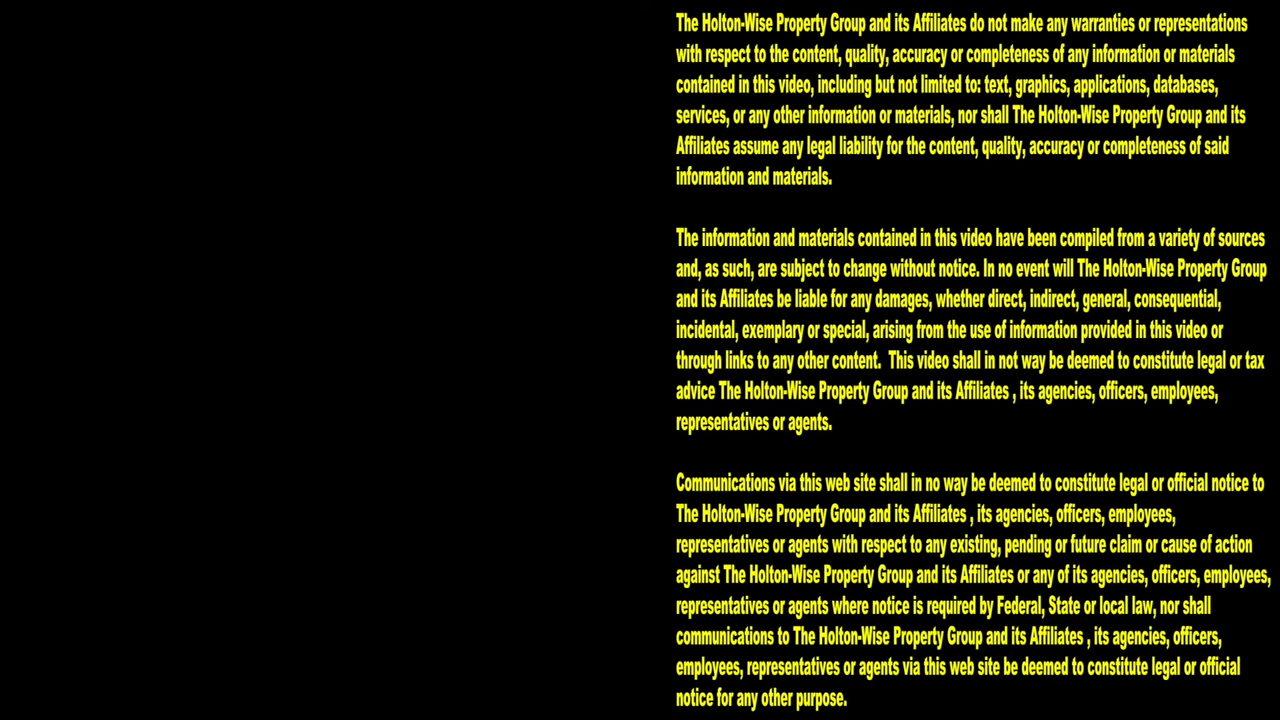 The Holton-Wise Property Group and its Affiliates do not make any warranties or representations
with respect to the content, quality, accuracy or completeness of any information or materials
contained in this video, including but not limited to: text, graphics, applications, databases,
services, or any other information or materials, nor shall The Holton-Wise Property Group and its
Affiliates assume any legal liability for the content, quality, accuracy or completeness of said
information and materials.
The information and materials contained in this video have been compiled from a variety of sources
and, as such, are subject to change without notice. In no event will The Holton-Wise Property Group
and its Affiliates be liable for any damages, whether direct, indirect, general, consequential,
incidental, exemplary or special, arising from the use of information provided in this video or
through links to any other content.  This video shall in not way be deemed to constitute legal or tax
advice The Holton-Wise Property Group and its Affiliates , its agencies, officers, employees,
representatives or agents.
Communications via this web site shall in no way be deemed to constitute legal or official notice to
The Holton-Wise Property Group and its Affiliates , its agencies, officers, employees,
representatives or agents with respect to any existing, pending or future claim or cause of action
against The Holton-Wise Property Group and its Affiliates or any of its agencies, officers, employees,
representatives or agents where notice is required by Federal, State or local law, nor shall
communications to The Holton-Wise Property Group and its Affiliates , its agencies, officers,
employees, representatives or agents via this web site be deemed to constitute legal or official
notice for any other purpose.